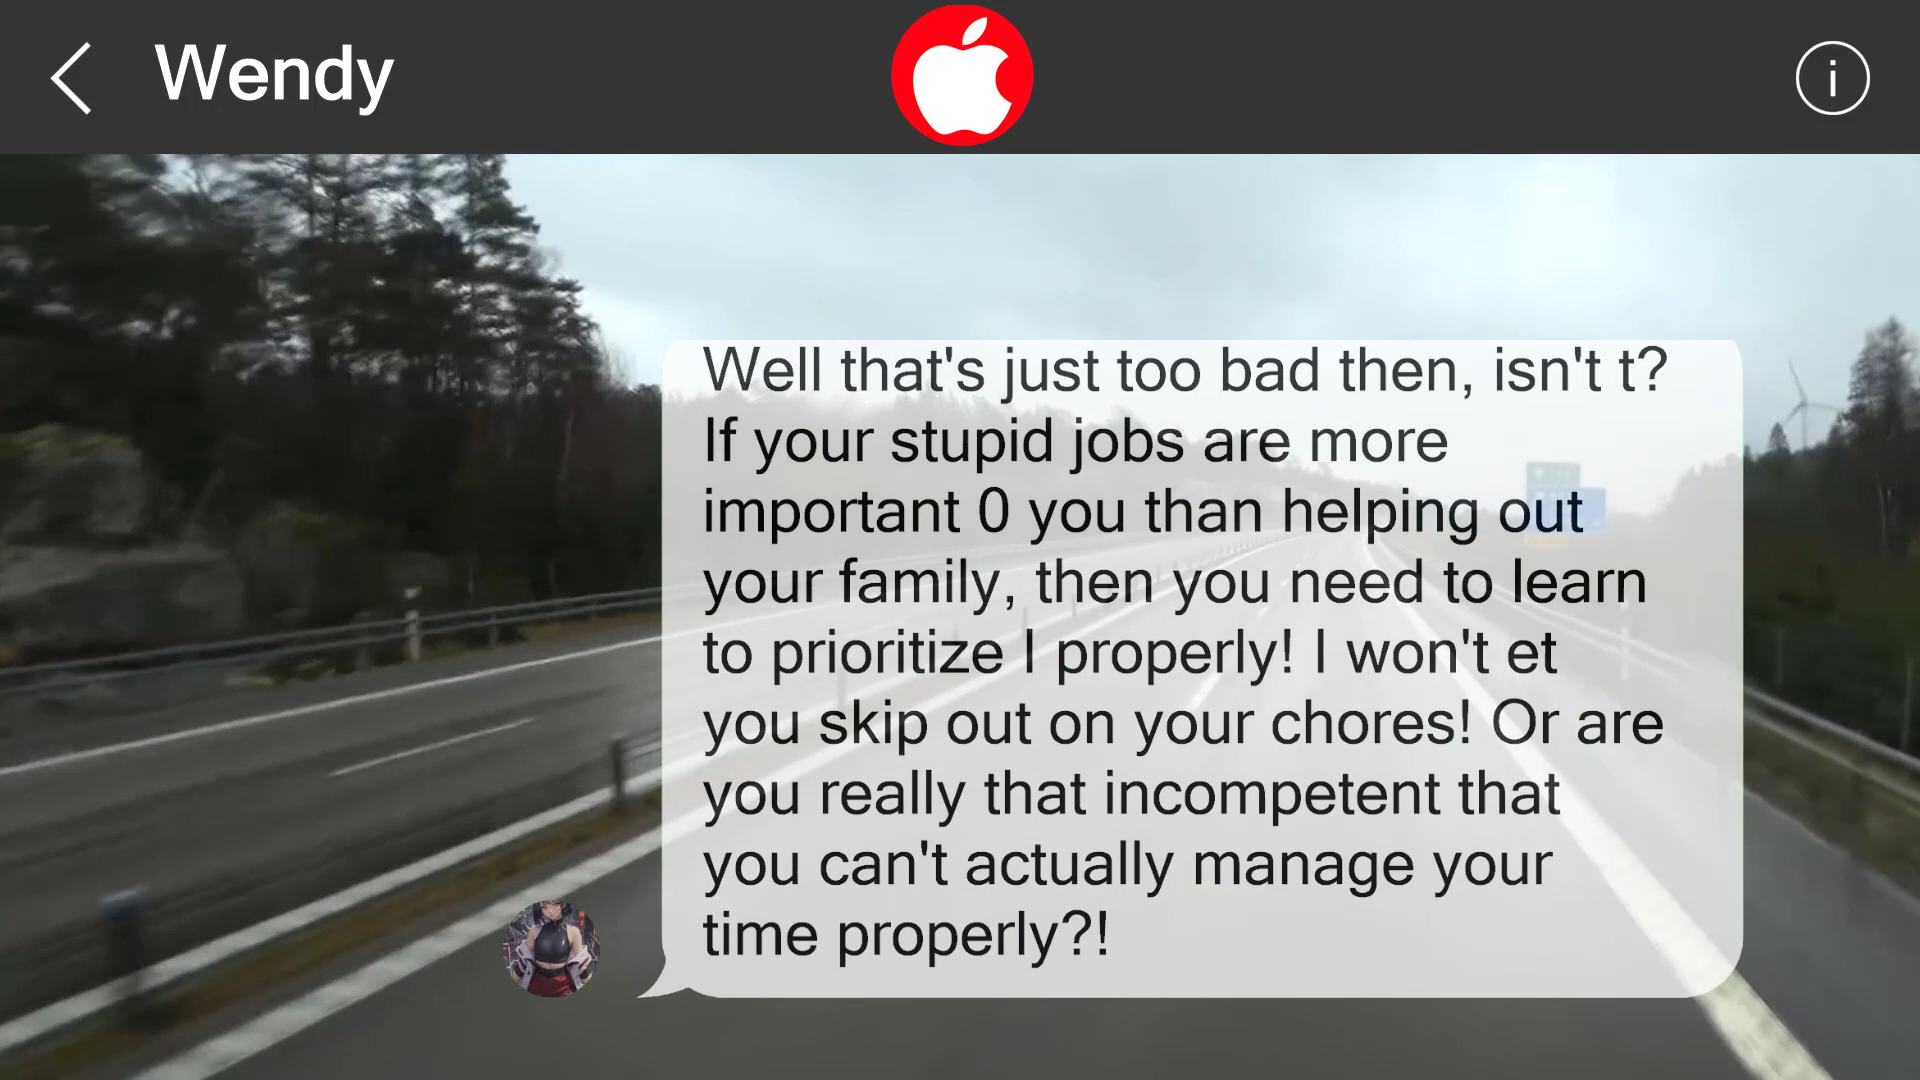 Wendy
i
Well that's just too bad then, isn't t?
If your stupid jobs are more
important 0 you than helping out
your family, then you need to learn
to prioritize I properly! I won't et
you skip out on your chores! Or are
you really that incompetent that
you can't actually manage your
time properly?!